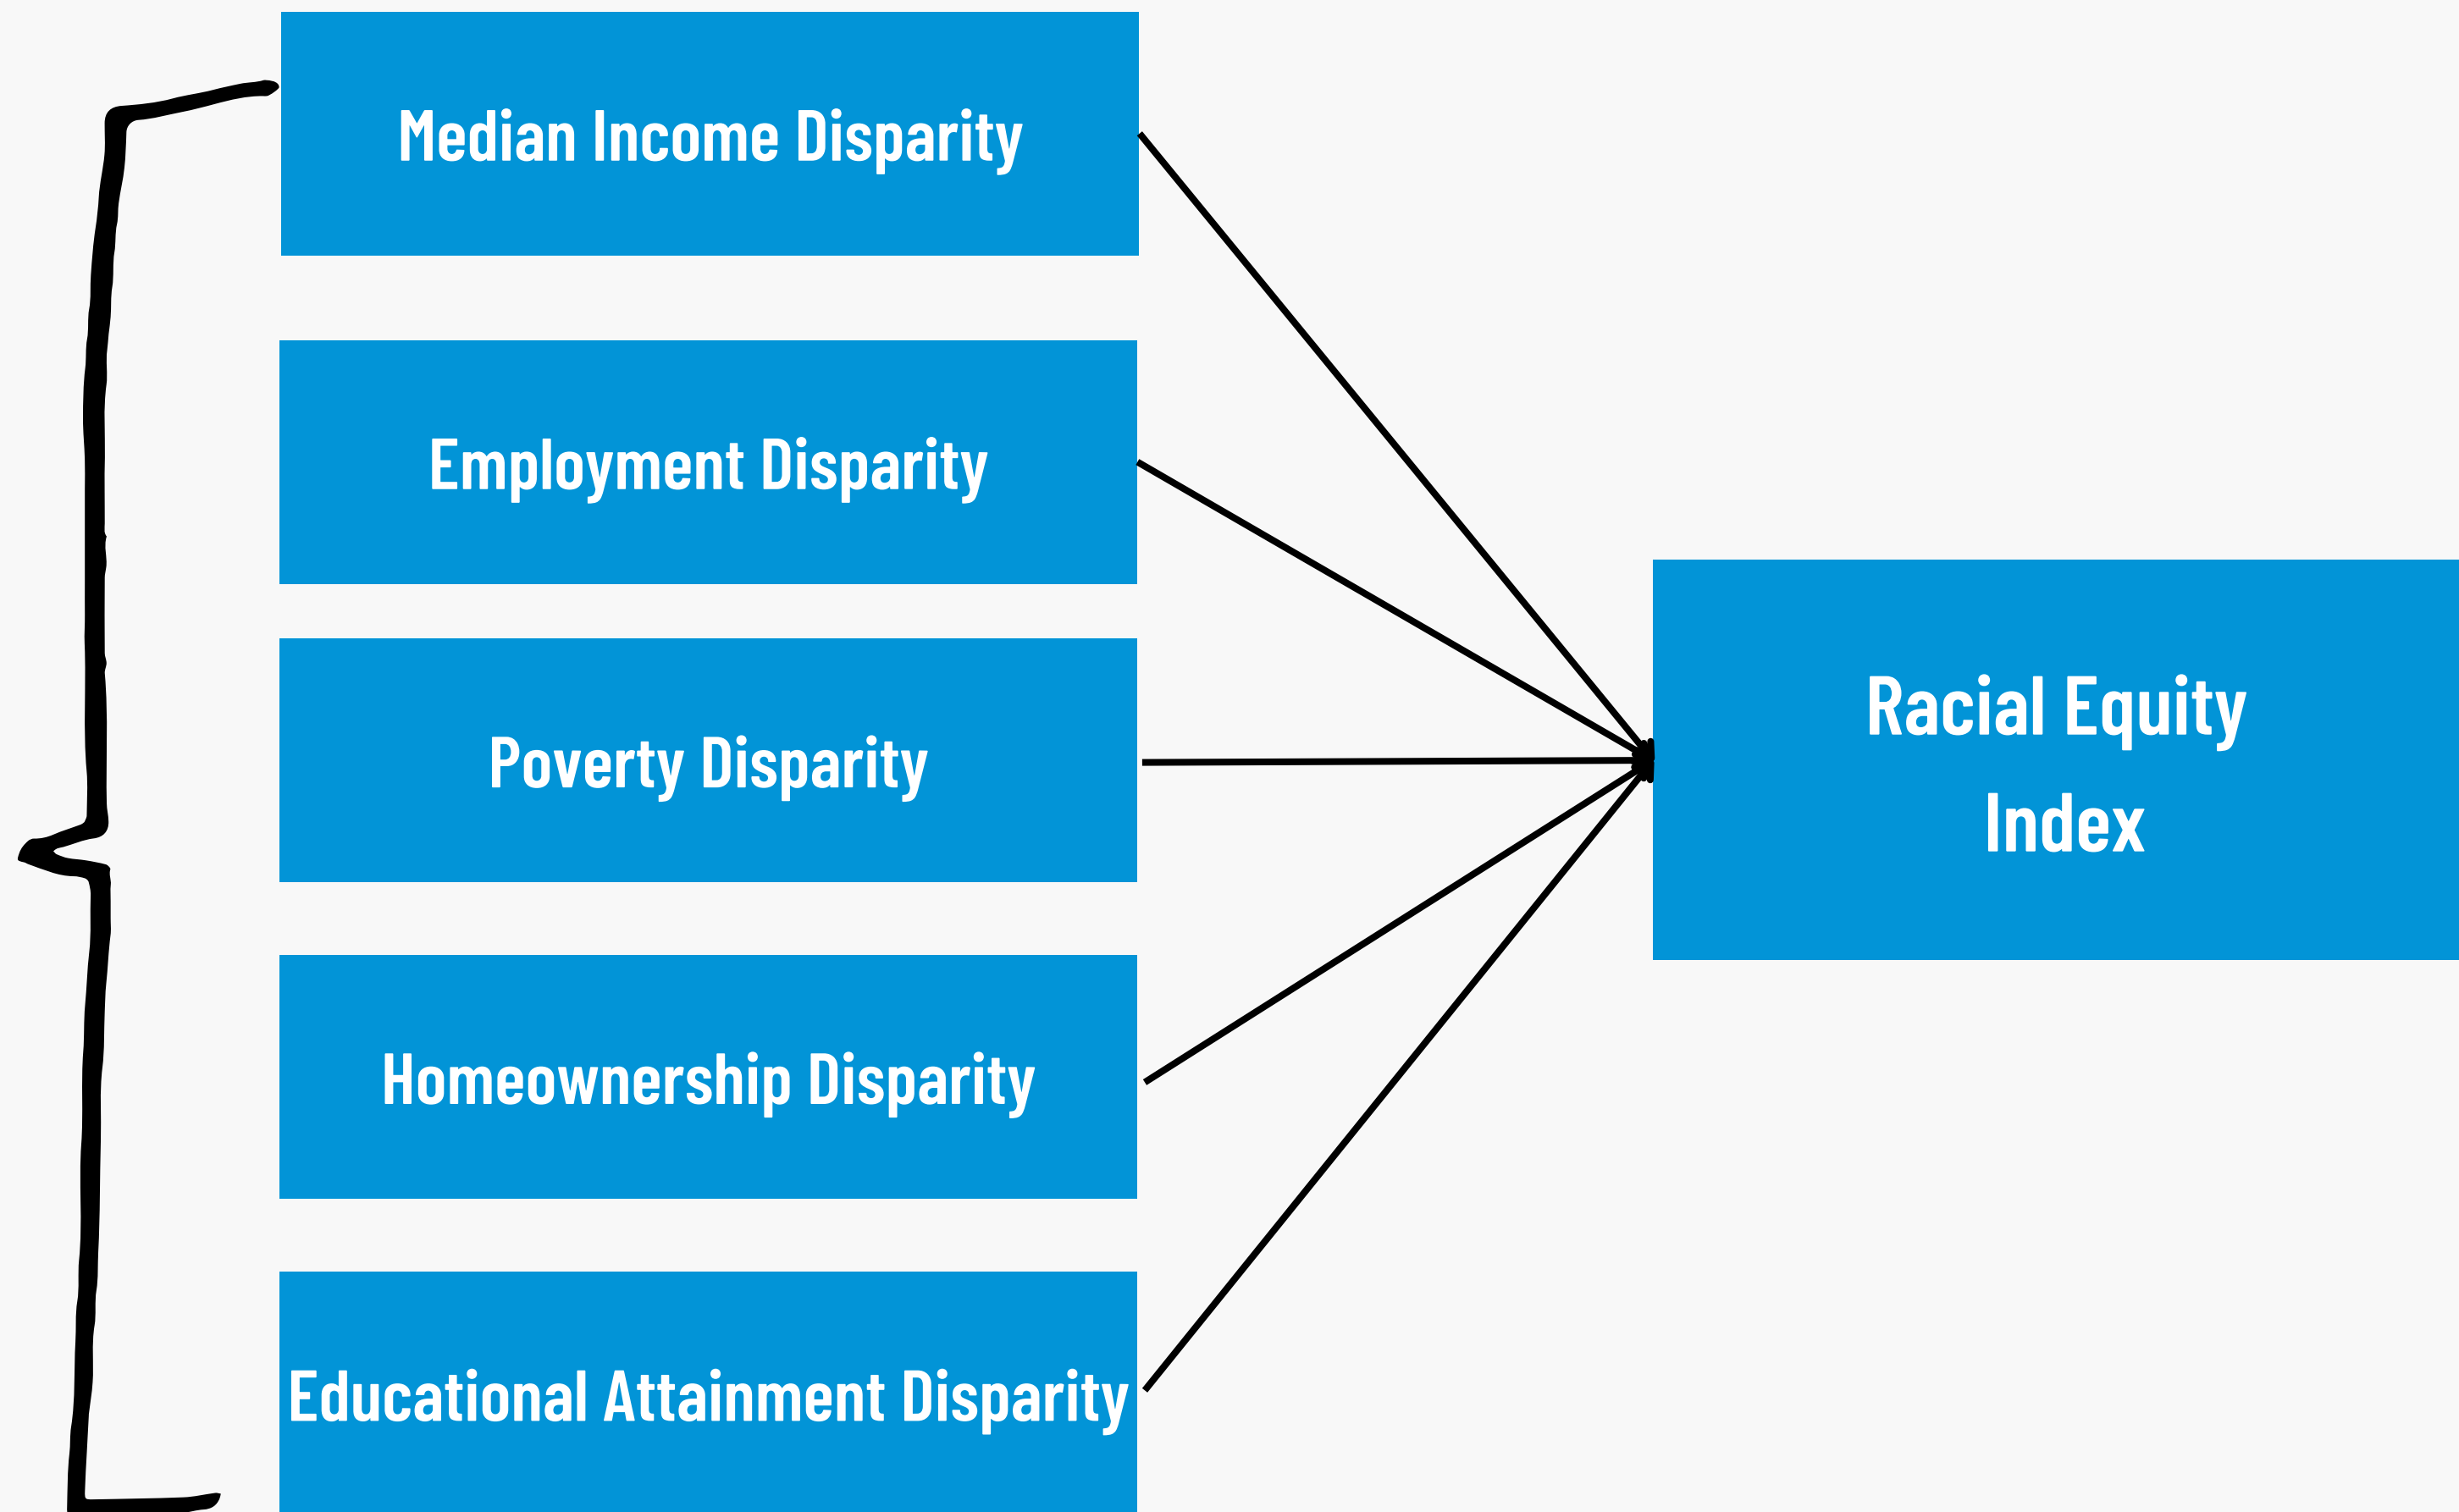 Median Income Disparity
Employment Disparity
Poverty Disparity
Homeownership Disparity
Educational Attainment Disparity
Racial Equity
Index